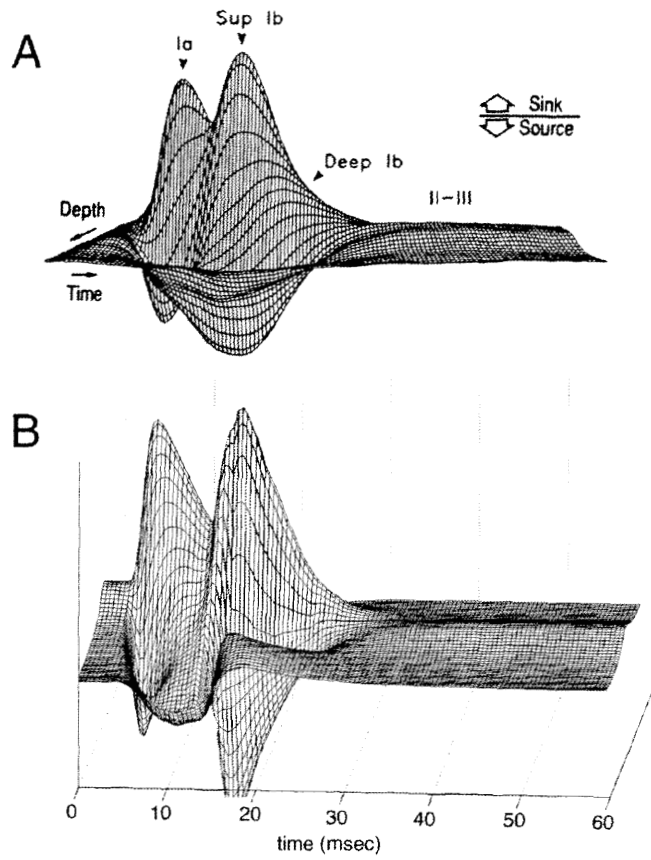 A
Ia
Sup Ib
Sink
Source
Deep Ib
II-III
Depth
Time
B
0
10
20
30
40
50
60
time (msec)